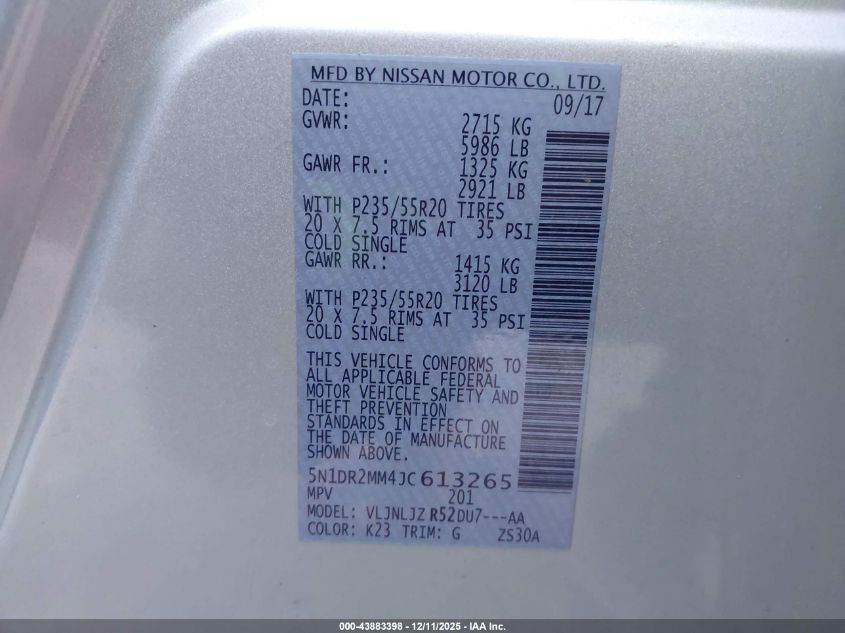 MFD BY NISSAN MOTOR CO., LTD.
DATE: 09/17
GVWR: 2715 KG
5986 LB
GAWR FR.: 1325 KG
2921 LB
WITH P235/55R20 TIRES
20 X 7.5 RIMS AT 35 PSI
COLD SINGLE
GAWR RR.: 1415 KG
3120 LB
WITH P235/55R20 TIRES
20 X 7.5 RIMS AT 35 PSI
COLD SINGLE
THIS VEHICLE CONFORMS TO
ALL APPLICABLE FEDERAL
MOTOR VEHICLE SAFETY AND
THEFT PREVENTION
STANDARDS IN EFFECT ON
THE DATE OF MANUFACTURE
SHOWN ABOVE.
5N1DR2MM4JC613265
MPV 201
MODEL: VLJNLJZ R52DU7---AA
COLOR: K23 TRIM: G ZS30A
000-43883398 - 12/11/2025 - IAA Inc.